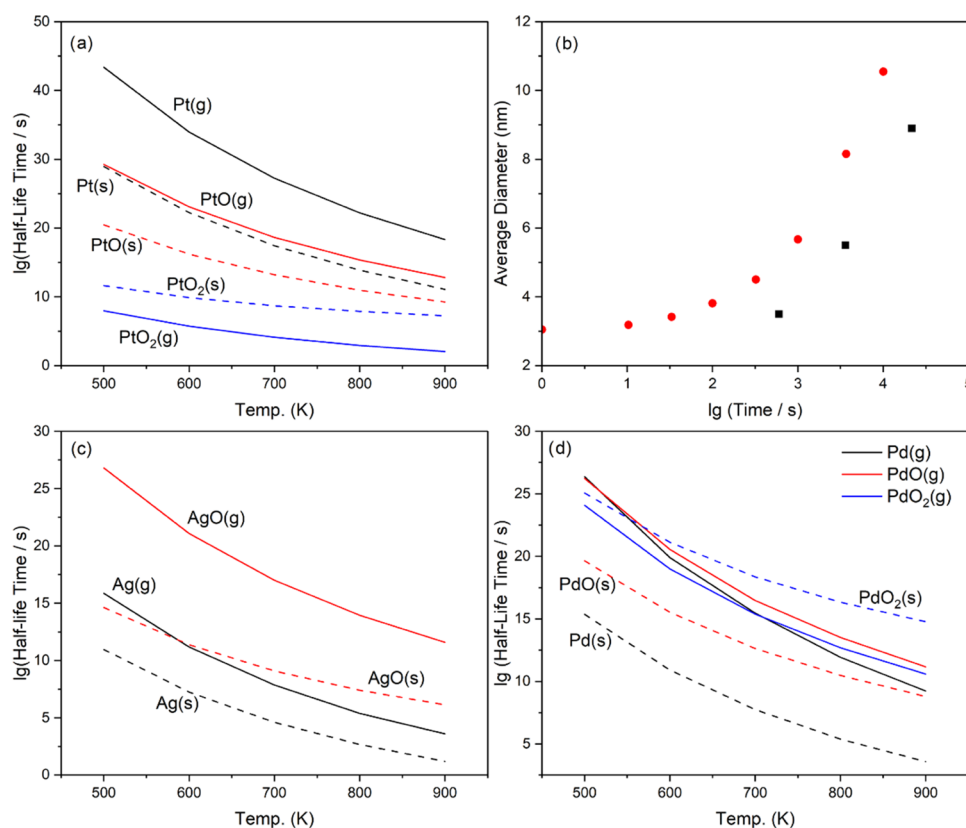 (a)
lg(Half-Life Time / s)
50
40
30
20
10
0
Pt(g)
Pt(s)
PtO(g)
PtO(s)
PtO₂(s)
PtO₂(g)
500 600 700 800 900
Temp. (K)
(b)
Average Diameter (nm)
12
10
8
6
4
2
0 1 2 3 4 5
lg (Time / s)
(c)
lg(Half-life Time / s)
30
25
20
15
10
5
0
AgO(g)
Ag(g)
AgO(s)
Ag(s)
500 600 700 800 900
Temp. (K)
(d)
lg (Half-Life Time / s)
30
25
20
15
10
5
Pd(g)
PdO(g)
PdO₂(g)
PdO₂(s)
PdO(s)
Pd(s)
500 600 700 800 900
Temp. (K)